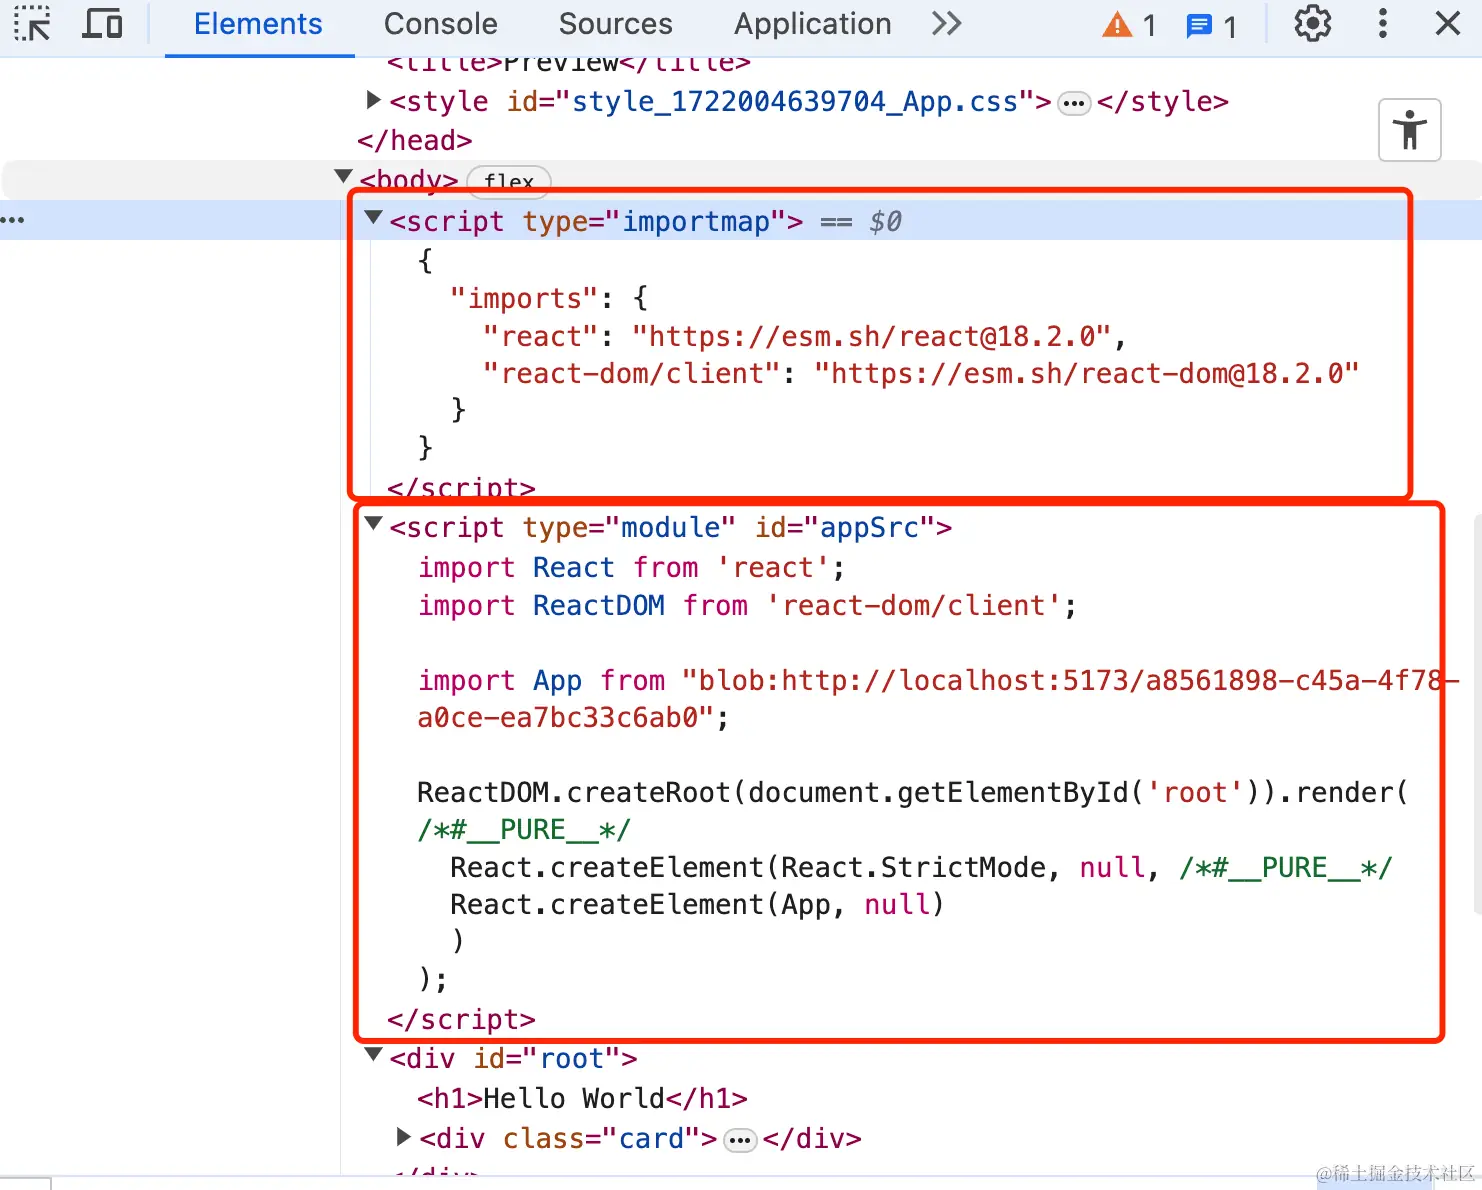 Elements Console Sources Application 1 1
<title>Preview</title>
<style id="style_1722004639704_App.css">…</style>
</head>
<body> flex
<script type="importmap"> == $0
{
"imports": {
"react": "https://esm.sh/react@18.2.0",
"react-dom/client": "https://esm.sh/react-dom@18.2.0"
}
}
</script>
<script type="module" id="appSrc">
import React from 'react';
import ReactDOM from 'react-dom/client';
import App from "blob:http://localhost:5173/a8561898-c45a-4f78-
a0ce-ea7bc33c6ab0";
ReactDOM.createRoot(document.getElementById('root')).render(
/*#__PURE__*/
React.createElement(React.StrictMode, null, /*#__PURE__*/
React.createElement(App, null)
)
);
</script>
<div id="root">
<h1>Hello World</h1>
<div class="card">…</div>
</div>
@稀土掘金技术社区